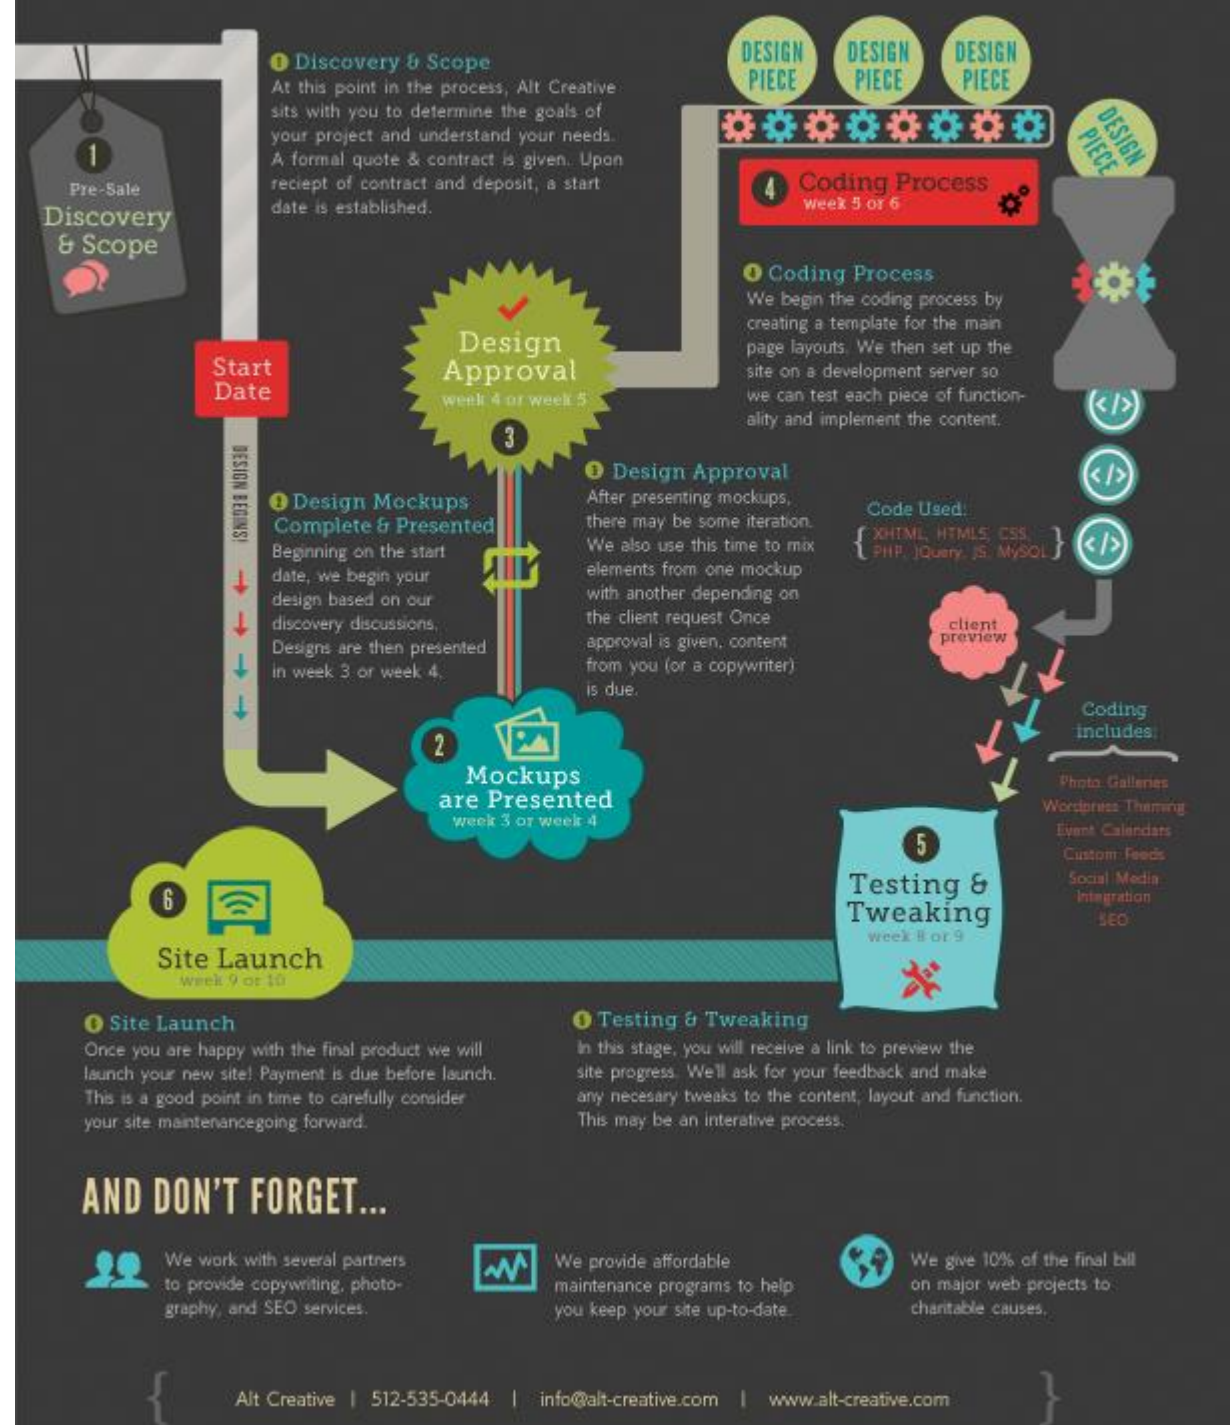 1
Pre-Sale
Discovery
& Scope
Discovery & Scope
At this point in the process, Alt Creative
sits with you to determine the goals of
your project and understand your needs.
A formal quote & contract is given. Upon
reciept of contract and deposit, a start
date is established.
Start
Date
DESIGN BEGINS!
Design Mockups
Complete & Presented
Beginning on the start
date, we begin your
design based on our
discovery discussions.
Designs are then presented
in week 3 or week 4.
2
Mockups
are Presented
week 3 or week 4
Design
Approval
week 4 or week 5
3
Design Approval
After presenting mockups,
there may be some iteration.
We also use this time to mix
elements from one mockup
with another depending on
the client request Once
approval is given, content
from you (or a copywriter)
is due.
DESIGN
PIECE
DESIGN
PIECE
DESIGN
PIECE
DESIGN
PIECE
4
Coding Process
week 5 or 6
Coding Process
We begin the coding process by
creating a template for the main
page layouts. We then set up the
site on a development server so
we can test each piece of function-
ality and implement the content.
</>
</>
</>
Code Used:
{ XHTML, HTML5, CSS,
PHP, JQuery, JS, MySQL }
client
preview
Coding
includes:
Photo Galleries
Wordpress Theming
Event Calendars
Custom Feeds
Social Media
Integration
SEO
5
Testing &
Tweaking
week 8 or 9
Testing & Tweaking
In this stage, you will receive a link to preview the
site progress. We'll ask for your feedback and make
any necesary tweaks to the content, layout and function.
This may be an interative process.
6
Site Launch
week 9 or 10
Site Launch
Once you are happy with the final product we will
launch your new site! Payment is due before launch.
This is a good point in time to carefully consider
your site maintenancegoing forward.
AND DON'T FORGET...
We work with several partners
to provide copywriting, photo-
graphy, and SEO services.
We provide affordable
maintenance programs to help
you keep your site up-to-date.
We give 10% of the final bill
on major web projects to
charitable causes.
{ Alt Creative | 512-535-0444 | info@alt-creative.com | www.alt-creative.com }